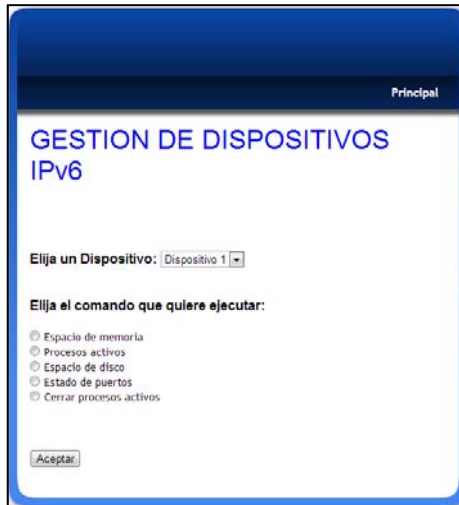 Principal
GESTION DE DISPOSITIVOS
IPv6
Elija un Dispositivo: Dispositivo 1
Elija el comando que quiere ejecutar:
Espacio de memoria
Procesos activos
Espacio de disco
Estado de puertos
Cerrar procesos activos
Aceptar